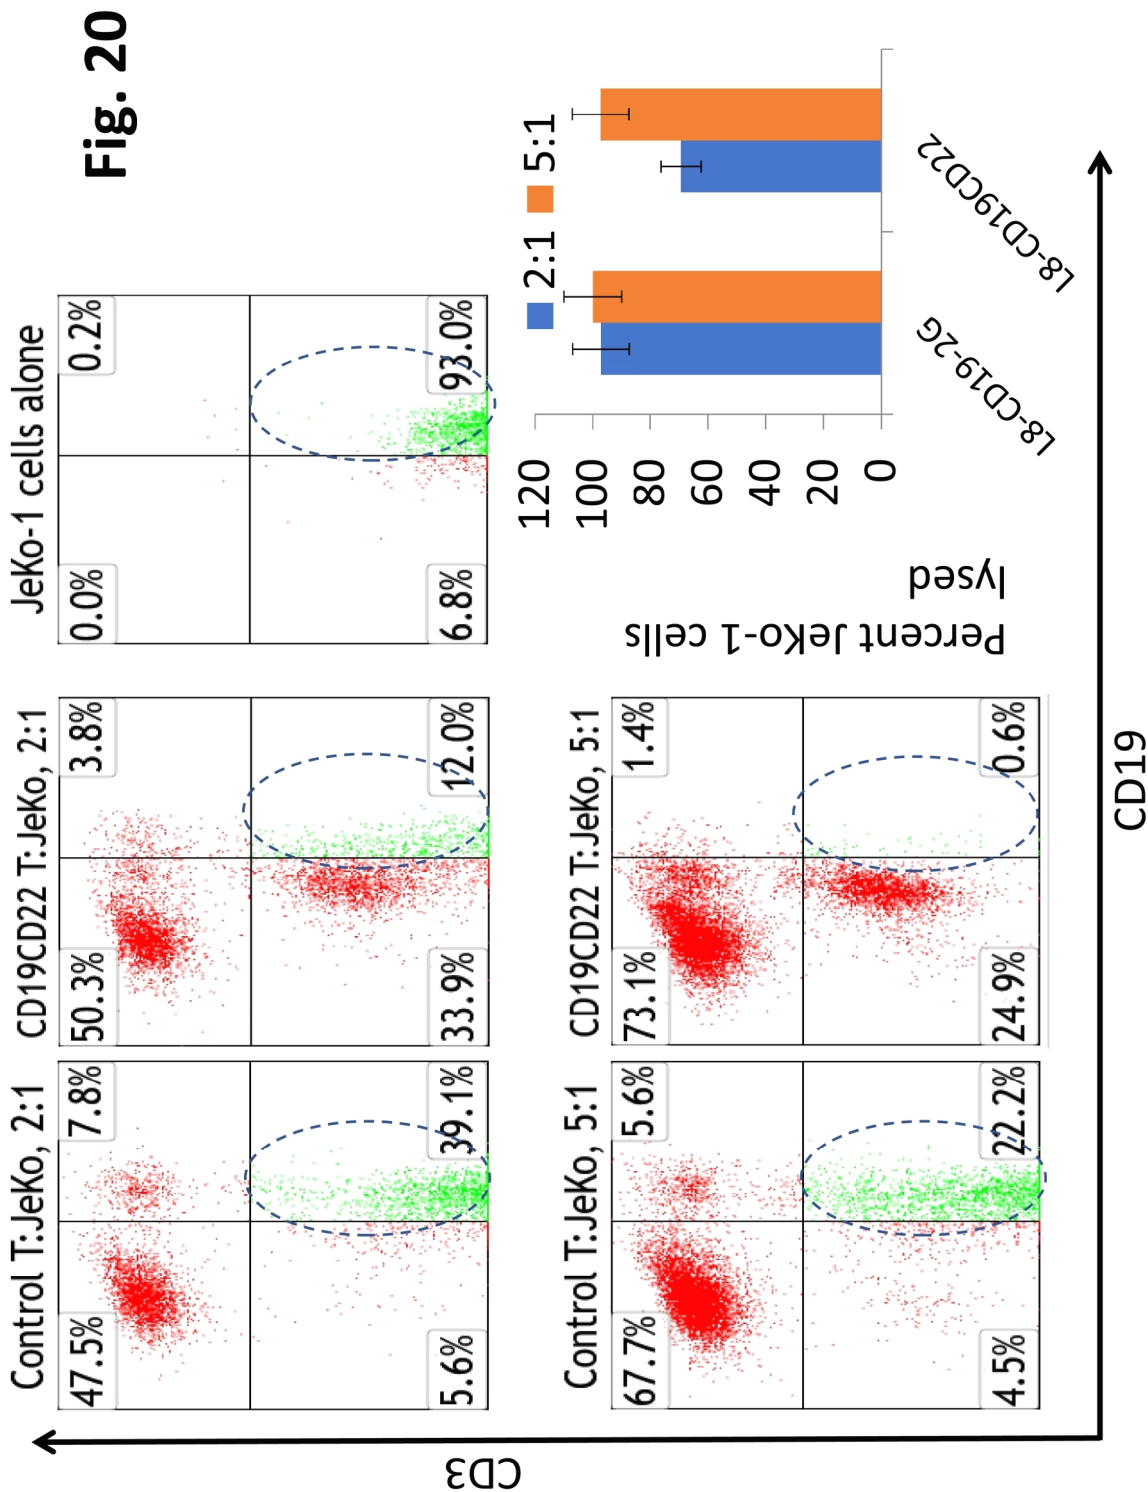 Fig. 20
Control T:JeKo, 2:1
47.5%
7.8%
5.6%
39.1%
CD19CD22 T:JeKo, 2:1
50.3%
3.8%
33.9%
12.0%
JeKo-1 cells alone
0.0%
0.2%
6.8%
93.0%
Control T:JeKo, 5:1
67.7%
5.6%
4.5%
22.2%
CD19CD22 T:JeKo, 5:1
73.1%
1.4%
24.9%
0.6%
Percent JeKo-1 cells
lysed
2:1
5:1
120
100
80
60
40
20
0
L8-CD19-2G
L8-CD19CD22
CD3
CD19